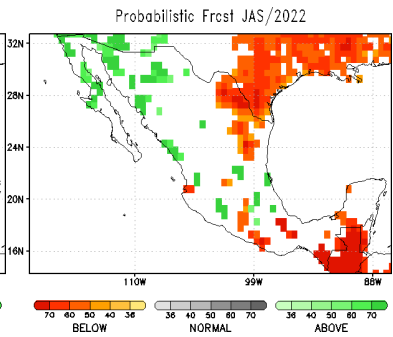 Probabilistic Frcst JAS/2022
32N
28N
24N
20N
16N
110W 99W 88W
70 60 50 40 36 36 40 50 60 70 36 40 50 60 70
BELOW NORMAL ABOVE